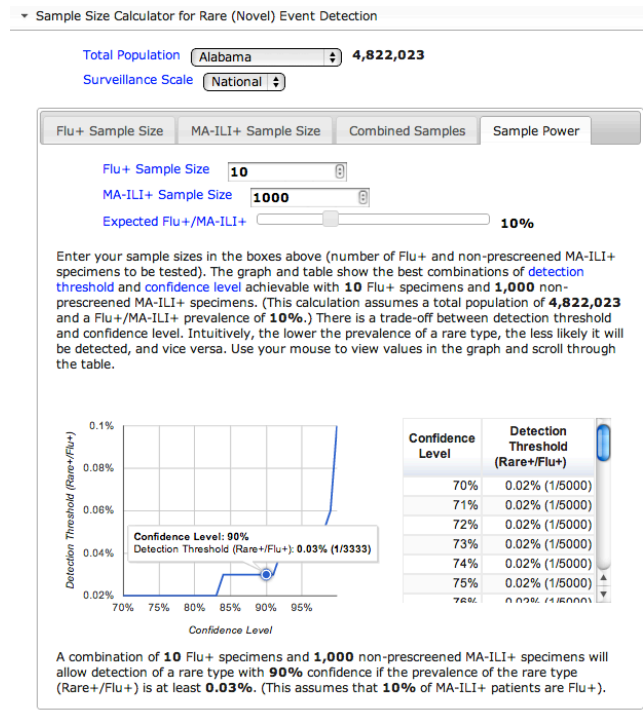 Sample Size Calculator for Rare (Novel) Event Detection
Total Population Alabama 4,822,023
Surveillance Scale National
Flu+ Sample Size MA-ILI+ Sample Size Combined Samples Sample Power
Flu+ Sample Size 10
MA-ILI+ Sample Size 1000
Expected Flu+/MA-ILI+ 10%
Enter your sample sizes in the boxes above (number of Flu+ and non-prescreened MA-ILI+
specimens to be tested). The graph and table show the best combinations of detection
threshold and confidence level achievable with 10 Flu+ specimens and 1,000 non-
prescreened MA-ILI+ specimens. (This calculation assumes a total population of 4,822,023
and a Flu+/MA-ILI+ prevalence of 10%.) There is a trade-off between detection threshold
and confidence level. Intuitively, the lower the prevalence of a rare type, the less likely it will
be detected, and vice versa. Use your mouse to view values in the graph and scroll through
the table.
Detection Threshold (Rare+/Flu+)
0.1%
0.08%
0.06%
0.04%
0.02%
Confidence Level: 90%
Detection Threshold (Rare+/Flu+): 0.03% (1/3333)
70% 75% 80% 85% 90% 95%
Confidence Level
Confidence Level Detection Threshold (Rare+/Flu+)
70% 0.02% (1/5000)
71% 0.02% (1/5000)
72% 0.02% (1/5000)
73% 0.02% (1/5000)
74% 0.02% (1/5000)
75% 0.02% (1/5000)
76% 0.02% (1/5000)
A combination of 10 Flu+ specimens and 1,000 non-prescreened MA-ILI+ specimens will
allow detection of a rare type with 90% confidence if the prevalence of the rare type
(Rare+/Flu+) is at least 0.03%. (This assumes that 10% of MA-ILI+ patients are Flu+).